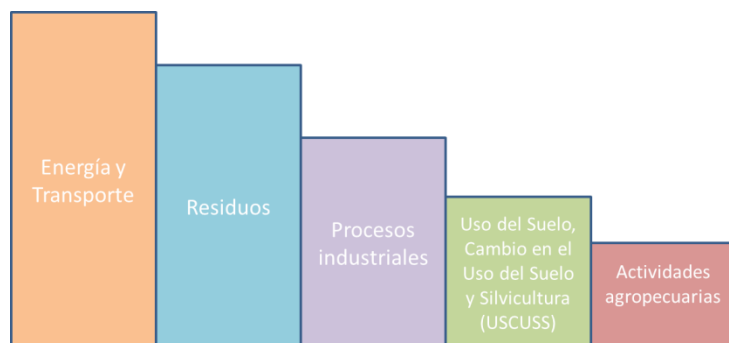 Energía y
Transporte
Residuos
Procesos
industriales
Uso del Suelo,
Cambio en el
Uso del Suelo
y Silvicultura
(USCUSS)
Actividades
agropecuarias